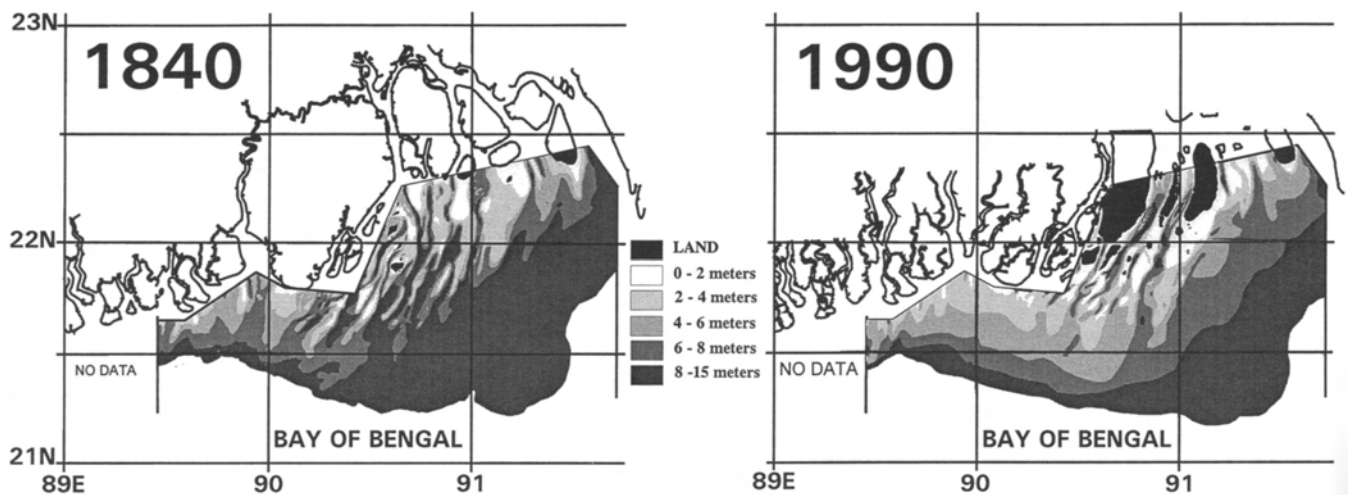 23N
1840
1990
22N
LAND
0 - 2 meters
2 - 4 meters
4 - 6 meters
6 - 8 meters
8 -15 meters
NO DATA
NO DATA
BAY OF BENGAL
BAY OF BENGAL
21N
89E
90
91
89E
90
91